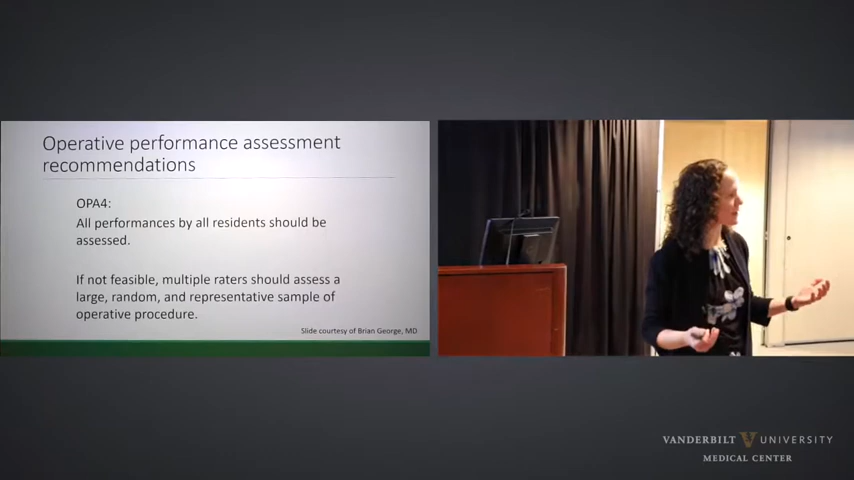 Operative performance assessment
recommendations
OPA4:
All performances by all residents should be
assessed.
If not feasible, multiple raters should assess a
large, random, and representative sample of
operative procedure.
Slide courtesy of Brian George, MD
VANDERBILT V UNIVERSITY
MEDICAL CENTER